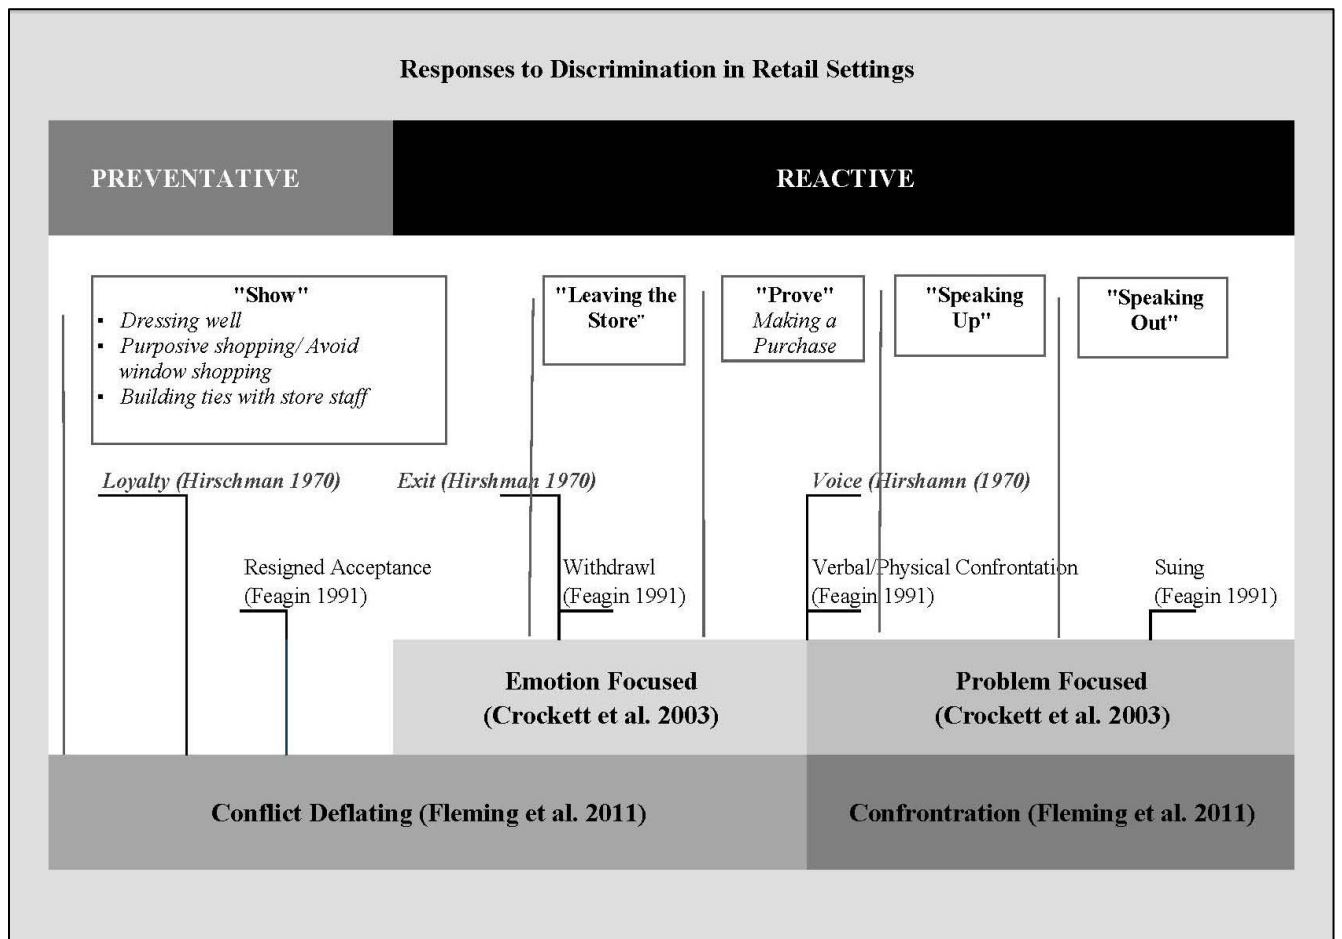 Responses to Discrimination in Retail Settings
PREVENTATIVE
REACTIVE
"Show"
▪ Dressing well
▪ Purposive shopping/Avoid
window shopping
▪ Building ties with store staff
"Leaving the
Store"
"Prove"
Making a
Purchase
"Speaking
Up"
"Speaking
Out"
Loyalty (Hirschman 1970)
Exit (Hirshman 1970)
Voice (Hirshamn (1970)
Resigned Acceptance
(Feagin 1991)
Withdrawl
(Feagin 1991)
Verbal/Physical Confrontation
(Feagin 1991)
Suing
(Feagin 1991)
Emotion Focused
(Crockett et al. 2003)
Problem Focused
(Crockett et al. 2003)
Conflict Deflating (Fleming et al. 2011)
Confrontration (Fleming et al. 2011)